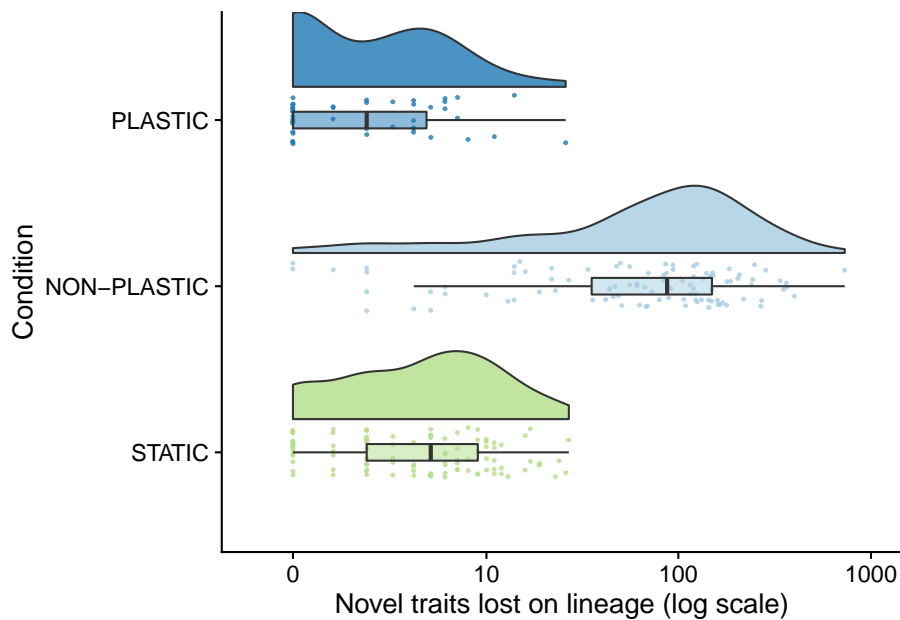 Condition
PLASTIC
NON−PLASTIC
STATIC
0 10 100 1000
Novel traits lost on lineage (log scale)